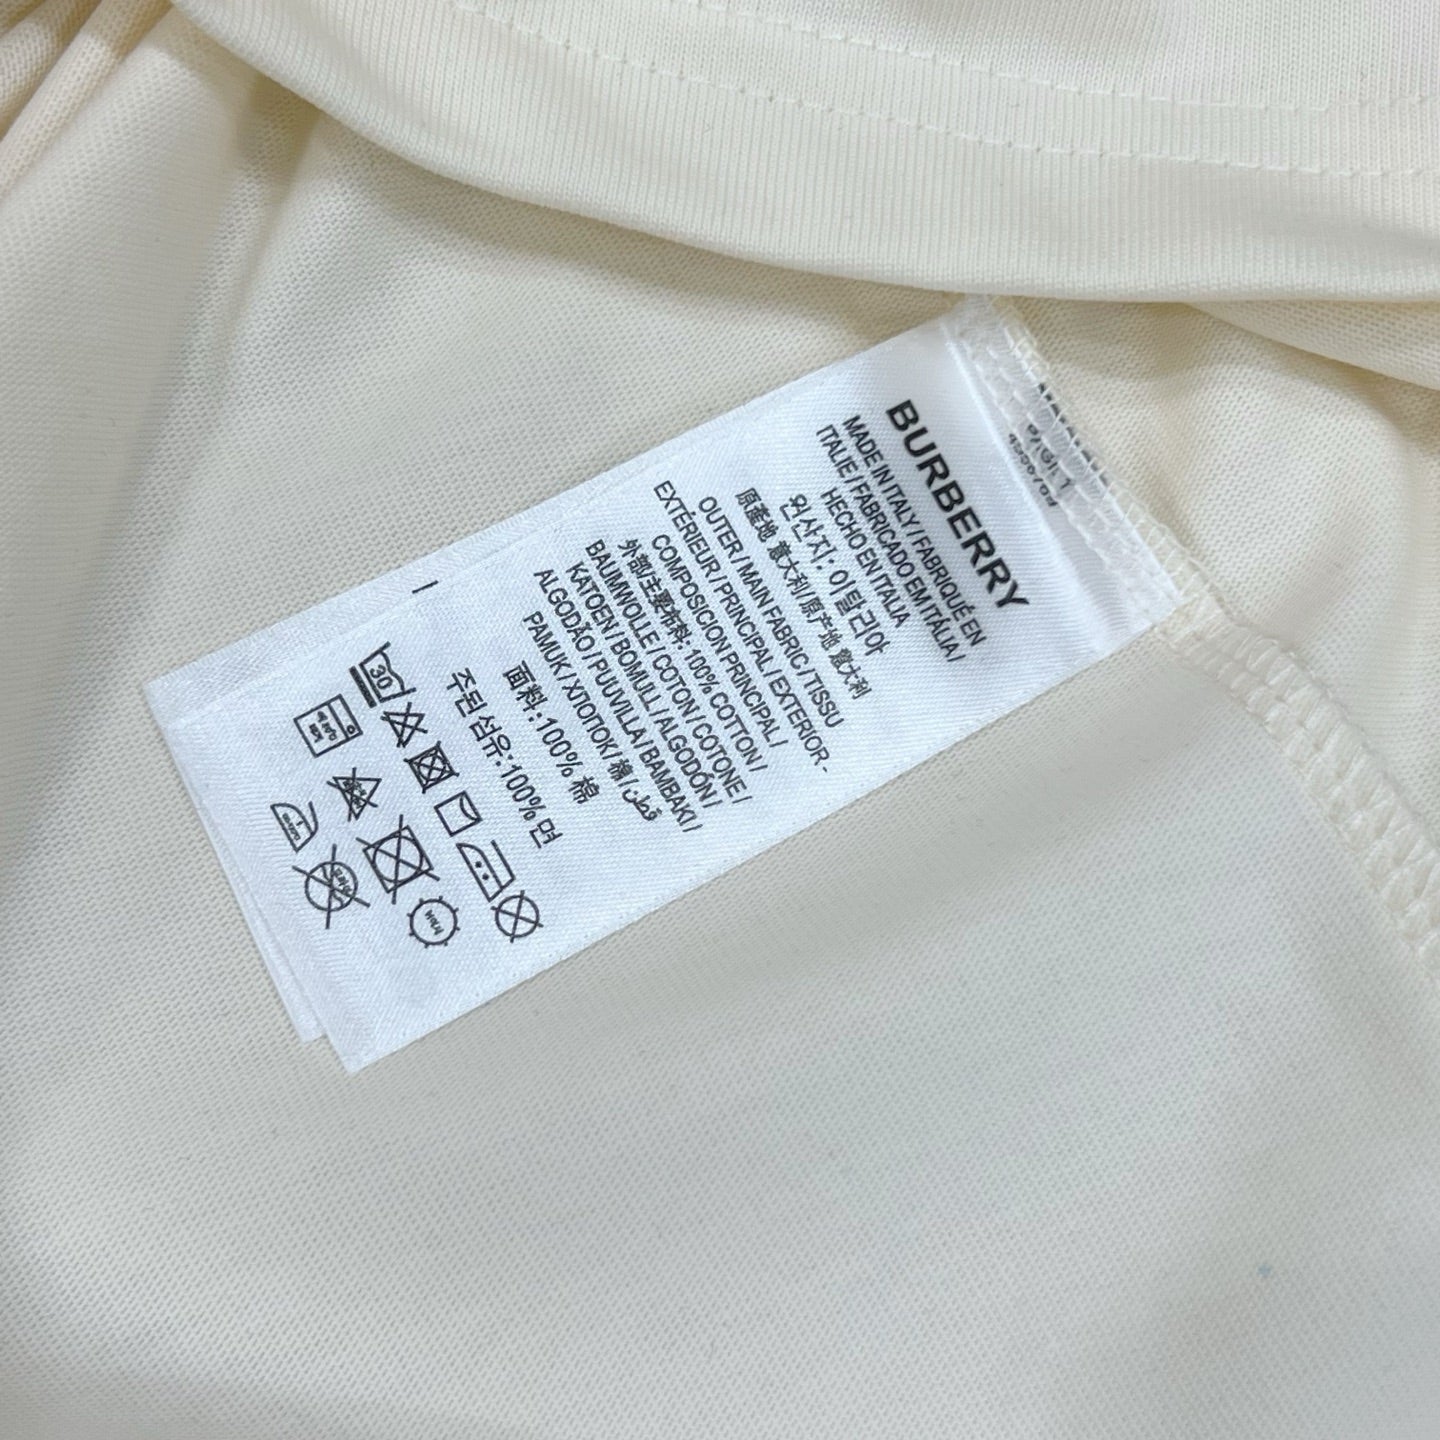 BURBERRY
MADE IN ITALY / FABRIQUÉ EN
ITALIE / FABRICADO EM ITÁLIA /
HECHO EN ITALIA
원산지: 이탈리아
原產地 意大利/原产地 意大利
OUTER / MAIN FABRIC / TISSU
EXTÉRIEUR / PRINCIPAL / EXTERIOR -
COMPOSICION PRINCIPAL /
外部/主要布料: 100% COTTON /
BAUMWOLLE / COTON / COTONE /
KATOEN / BOMULL / ALGODÓN /
ALGODÃO / PUUVILLA / BAMBAKI /
PAMUK / ΧΙΠΟΠΟΚ / 棉 / قطن
面料:100% 棉
주된 섬유:100% 면
30